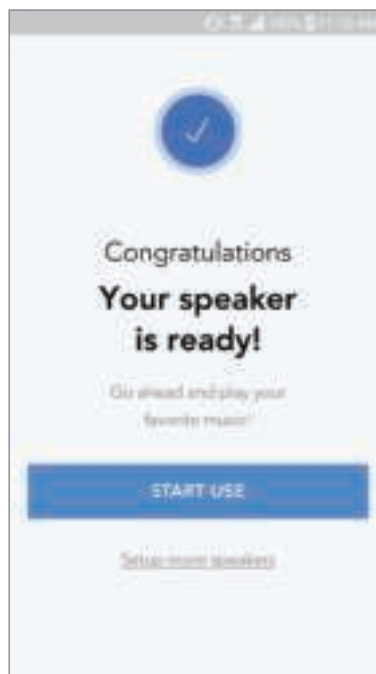 Congratulations
Your speaker
is ready!
Go ahead and play your
favorite music!
START USE
Setup more speakers